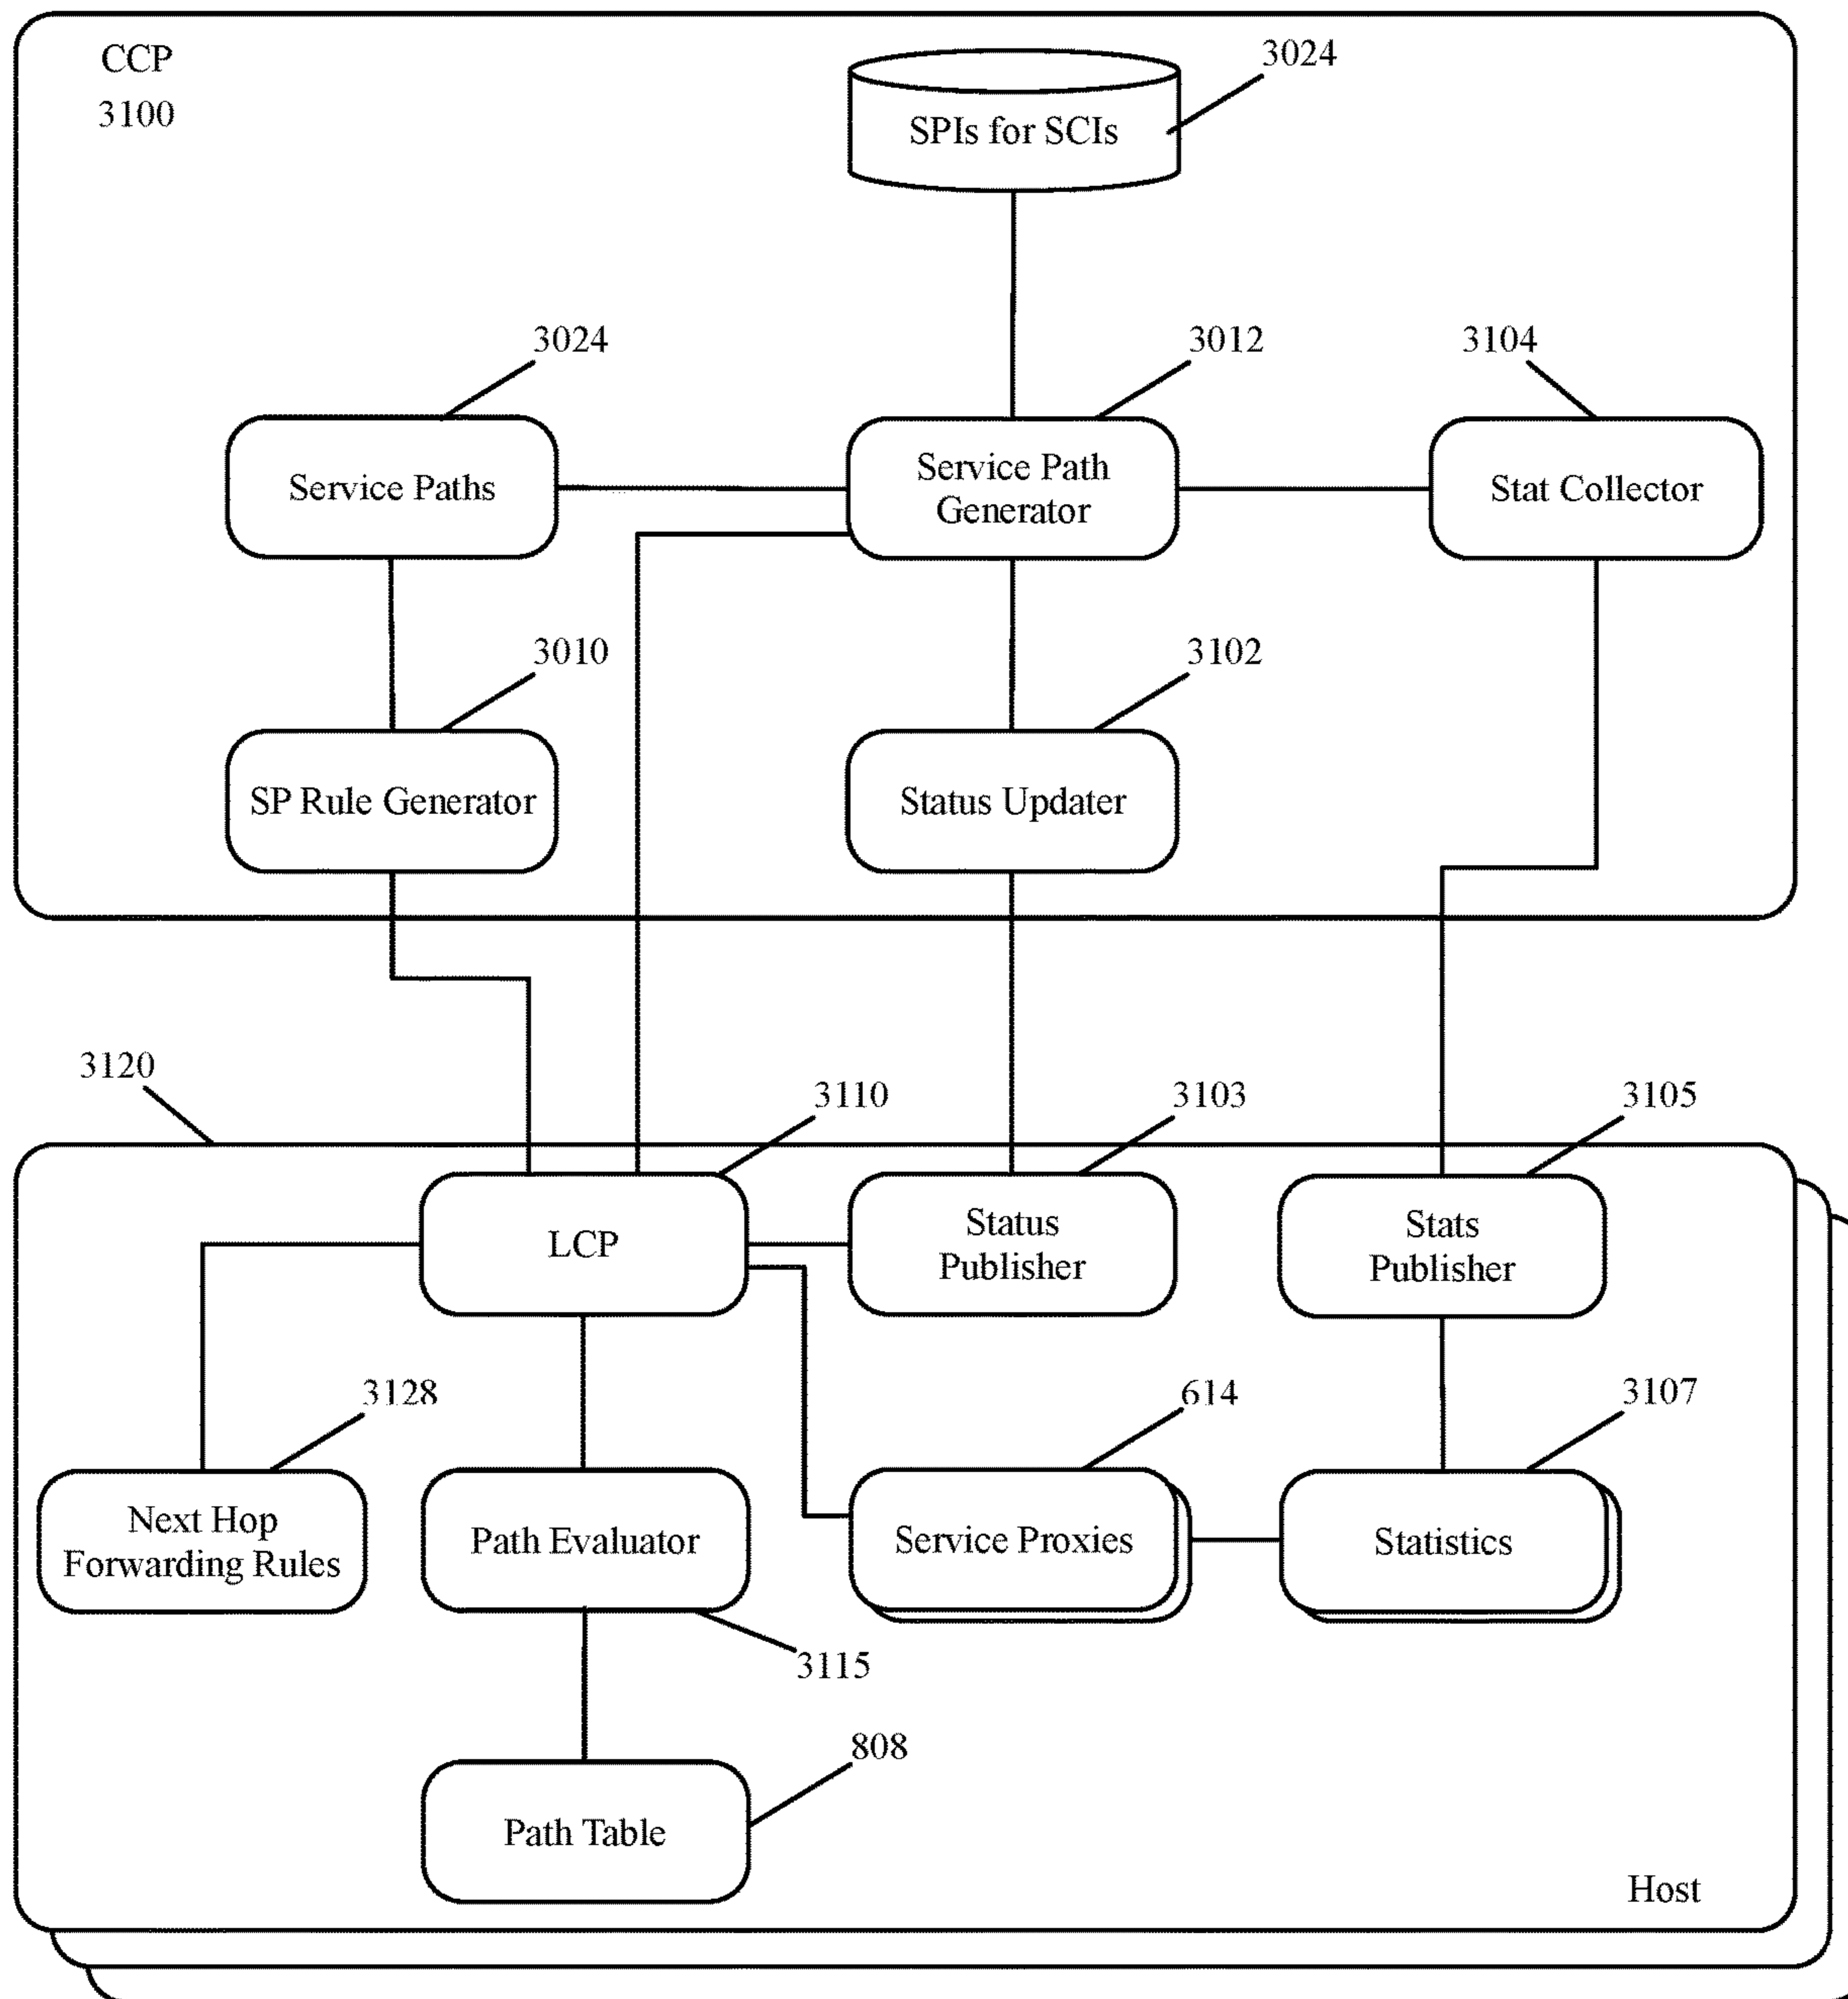 CCP
3100
3024
SPIs for SCIs
3024
3012
3104
Service Paths
Service Path
Generator
Stat Collector
3010
3102
SP Rule Generator
Status Updater
3120
3110
3103
3105
LCP
Status
Publisher
Stats
Publisher
3128
614
3107
Next Hop
Forwarding Rules
Path Evaluator
Service Proxies
Statistics
3115
808
Path Table
Host